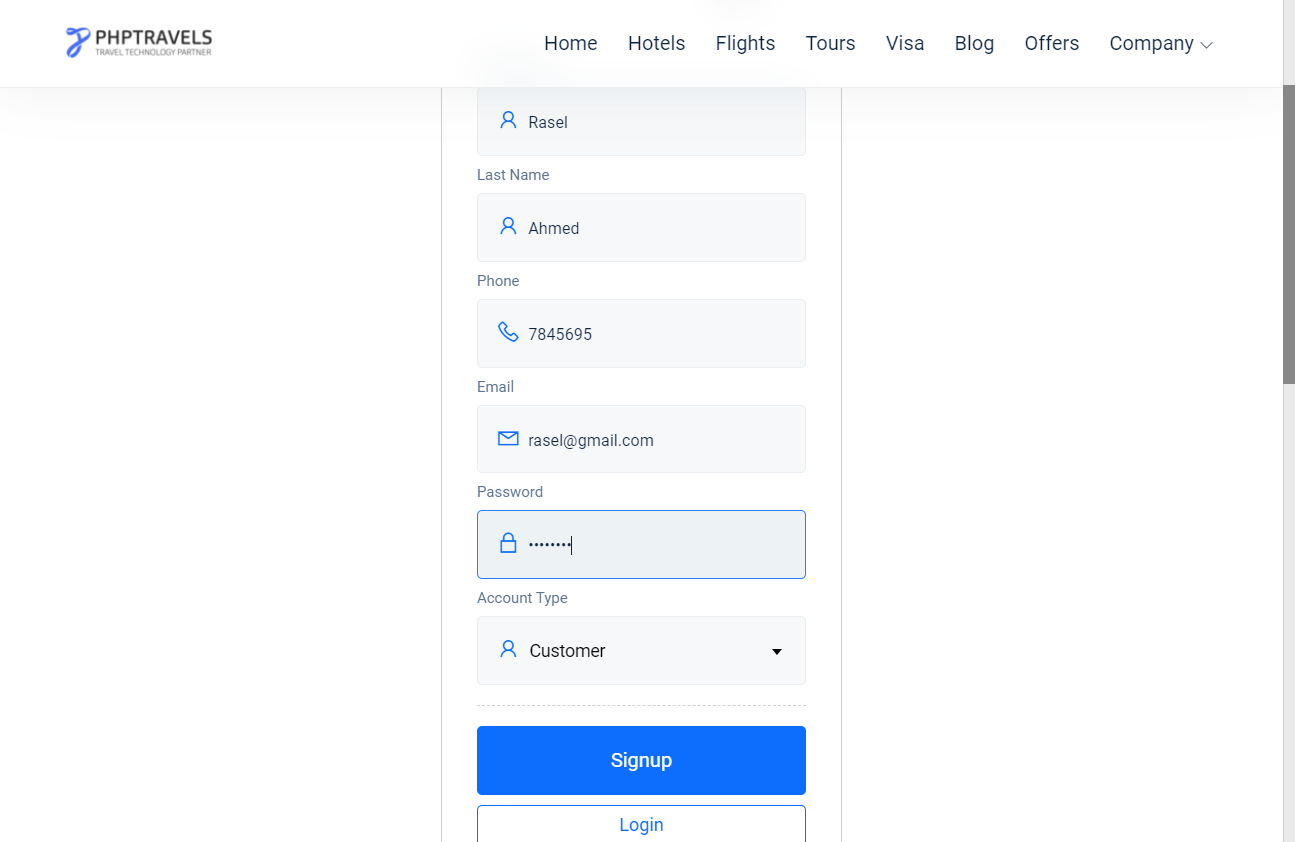 PHPTRAVELS
TRAVEL TECHNOLOGY PARTNER
Home Hotels Flights Tours Visa Blog Offers Company
Rasel
Last Name
Ahmed
Phone
7845695
Email
rasel@gmail.com
Password
••••••••
Account Type
Customer
Signup
Login